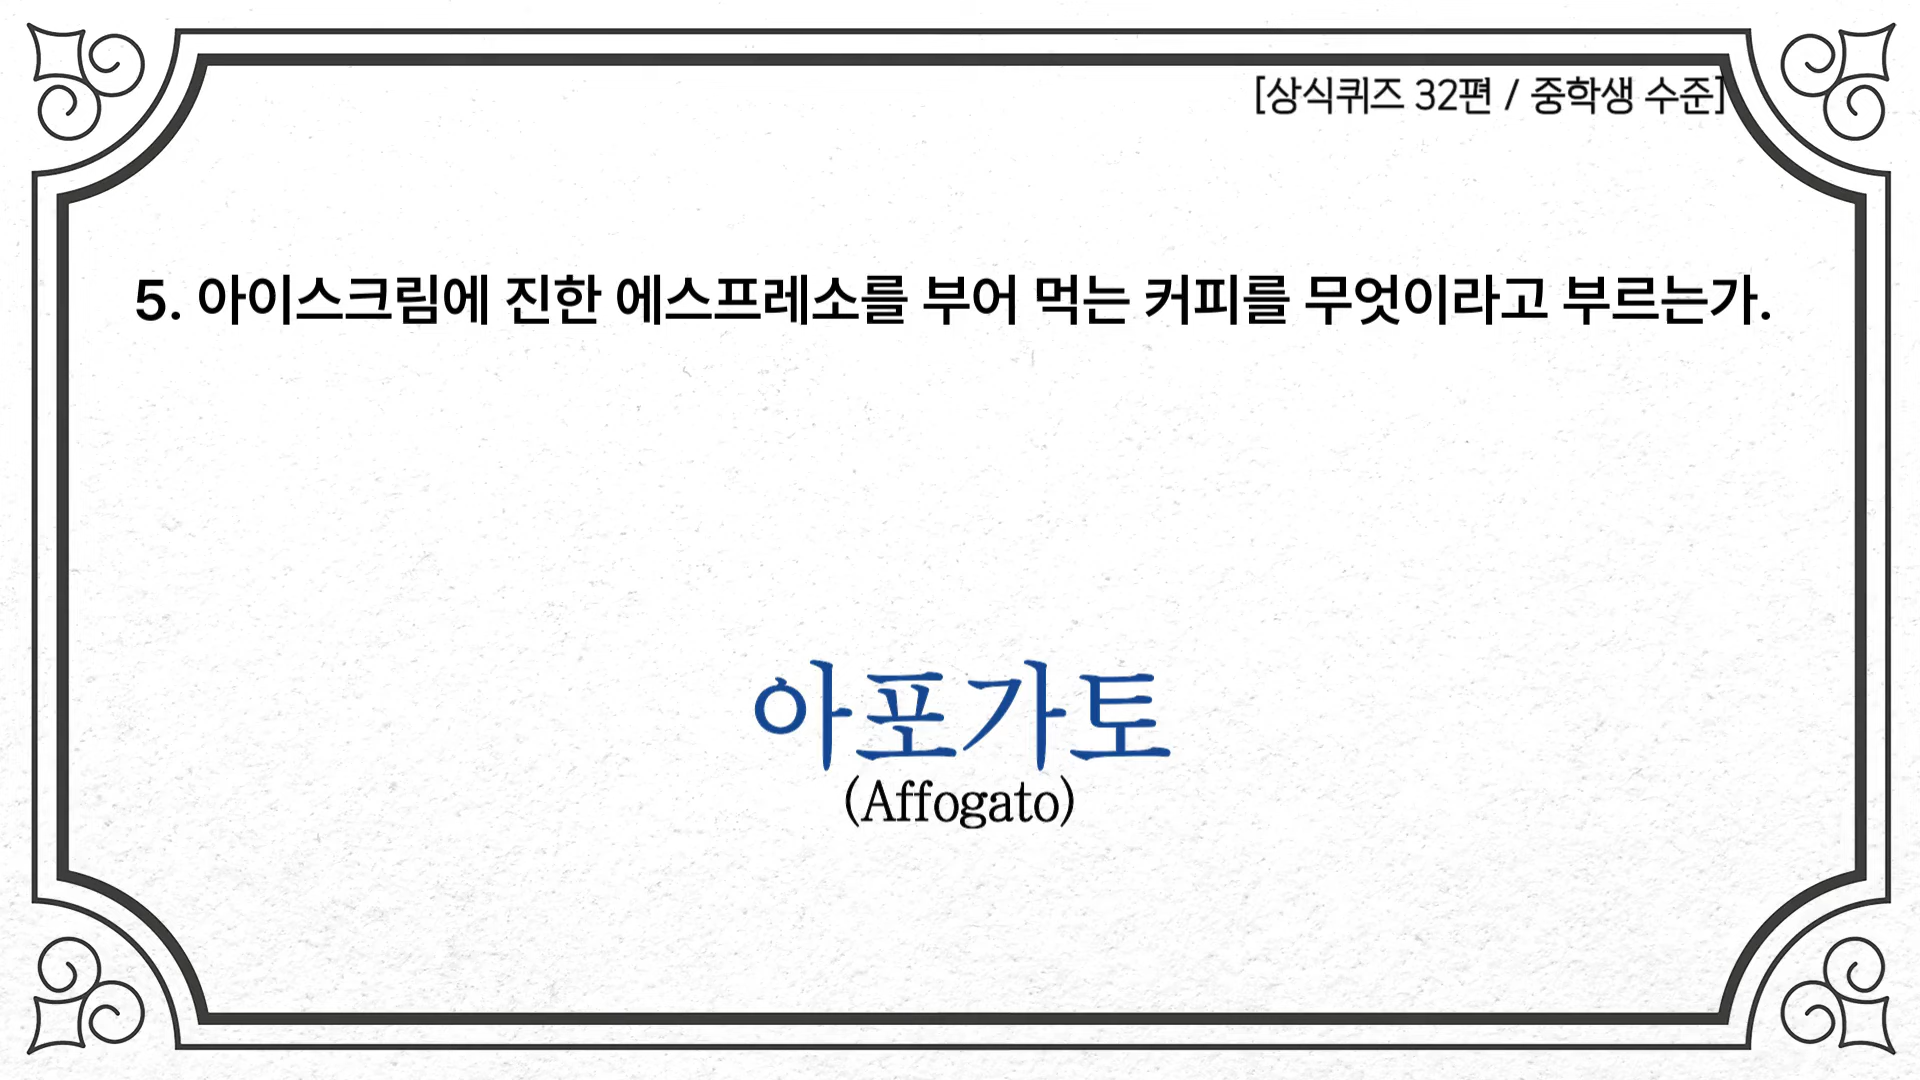 [상식퀴즈 32편 / 중학생 수준]
5. 아이스크림에 진한 에스프레소를 부어 먹는 커피를 무엇이라고 부르는가.
아포가토
(Affogato)